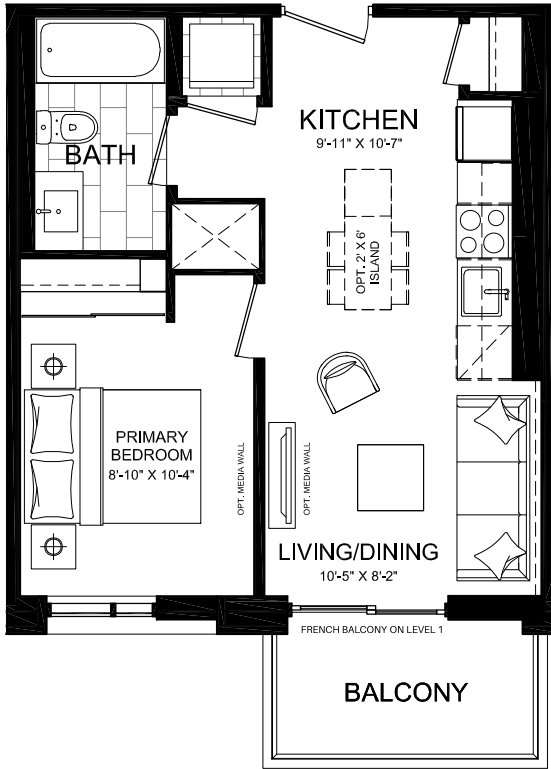 KITCHEN
9'-11" X 10'-7"
BATH
OPT. 2' X 6'
ISLAND
PRIMARY
BEDROOM
8'-10" X 10'-4"
OPT. MEDIA WALL
OPT. MEDIA WALL
LIVING/DINING
10'-5" X 8'-2"
FRENCH BALCONY ON LEVEL 1
BALCONY